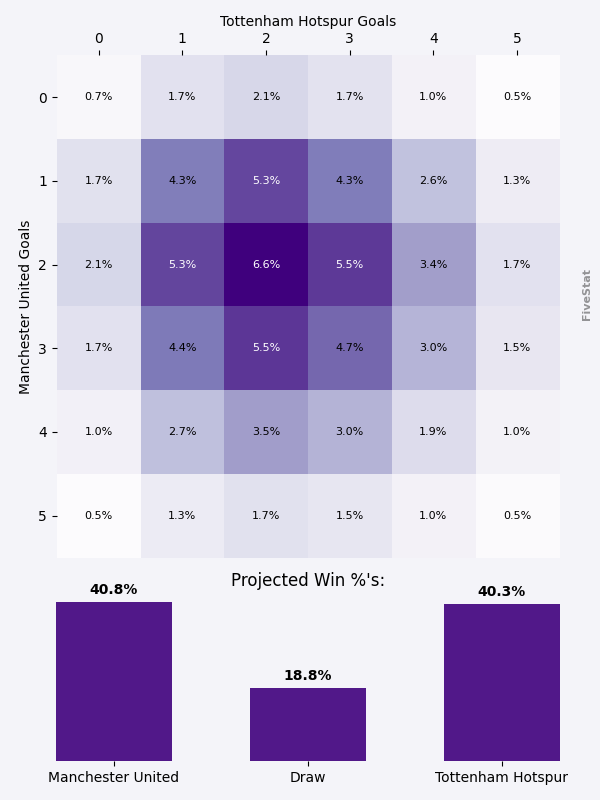 Tottenham Hotspur Goals
0 1 2 3 4 5
0 0.7% 1.7% 2.1% 1.7% 1.0% 0.5%
1 1.7% 4.3% 5.3% 4.3% 2.6% 1.3%
2 2.1% 5.3% 6.6% 5.5% 3.4% 1.7%
3 1.7% 4.4% 5.5% 4.7% 3.0% 1.5%
4 1.0% 2.7% 3.5% 3.0% 1.9% 1.0%
5 0.5% 1.3% 1.7% 1.5% 1.0% 0.5%
Manchester United Goals
FiveStat
Projected Win %'s:
40.8% 18.8% 40.3%
Manchester United Draw Tottenham Hotspur